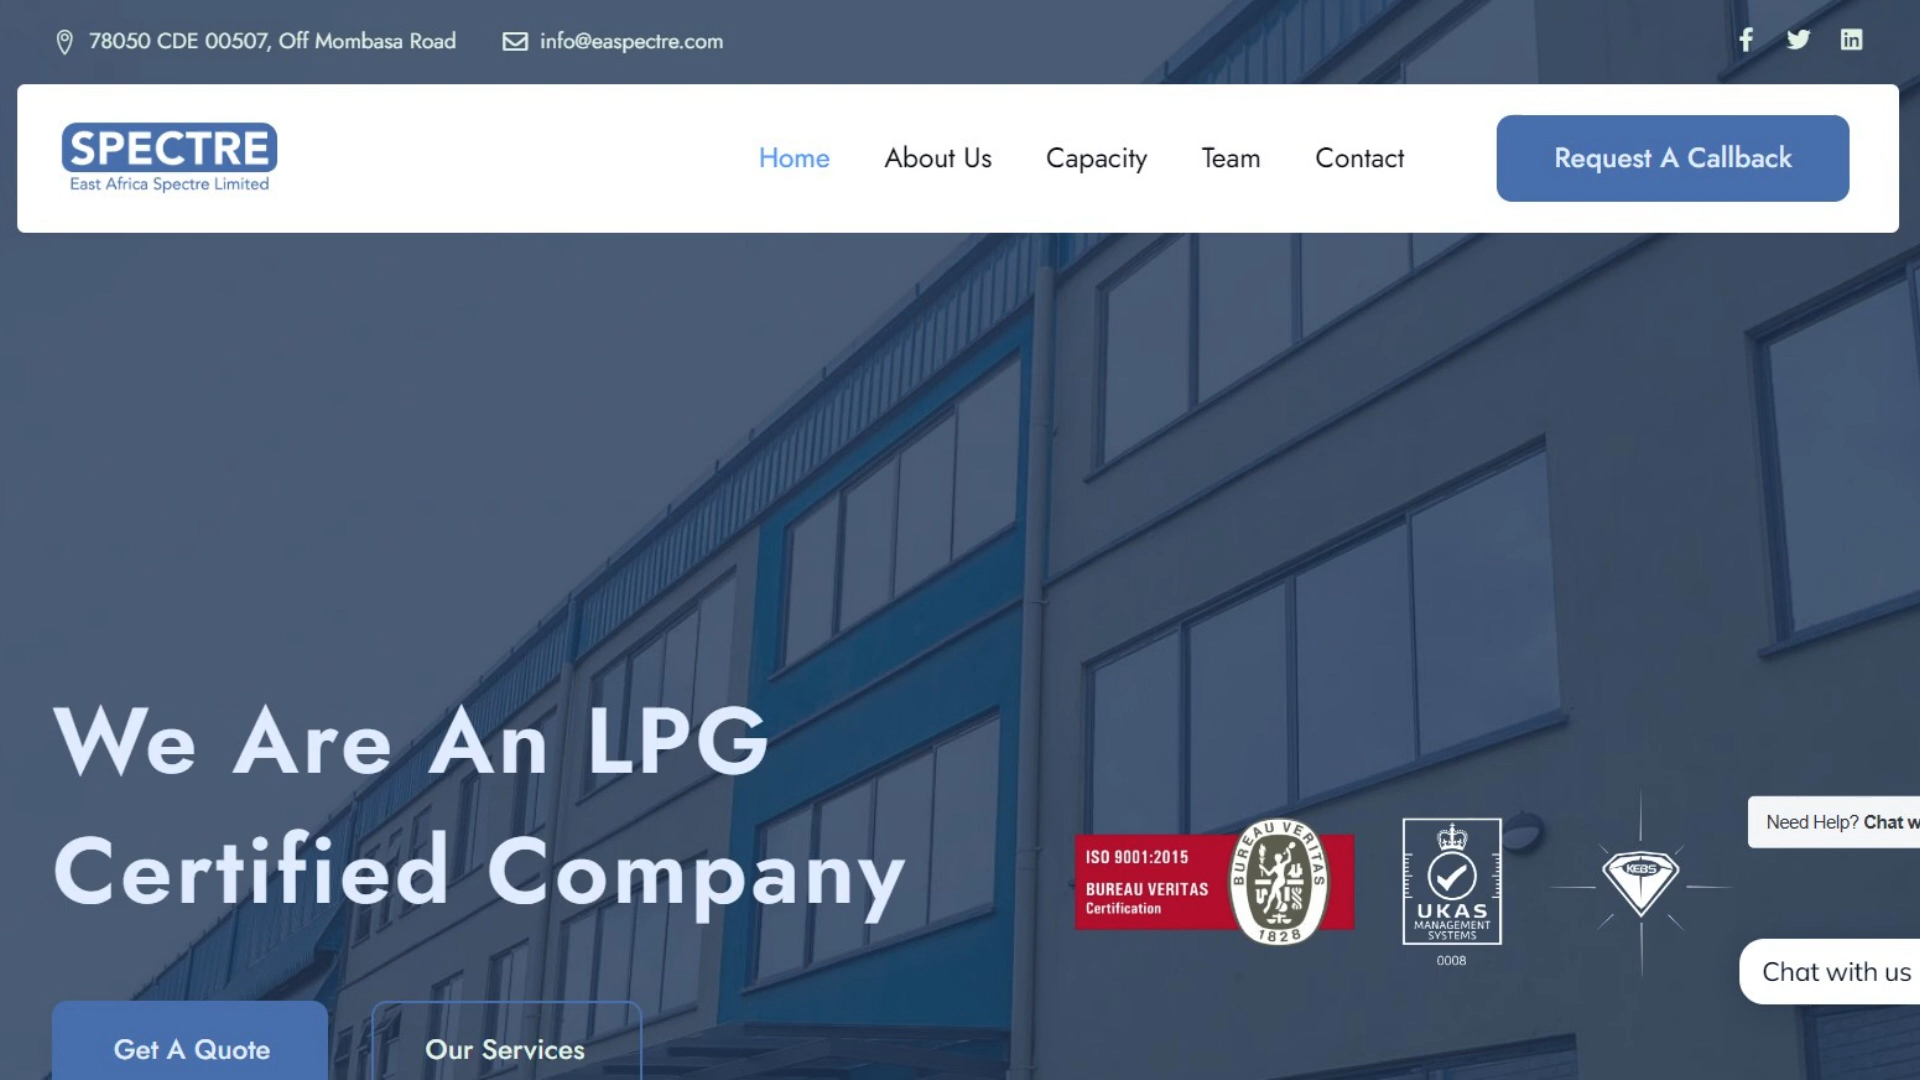 78050 CDE 00507, Off Mombasa Road
info@easpectre.com
SPECTRE
East Africa Spectre Limited
Home
About Us
Capacity
Team
Contact
Request A Callback
We Are An LPG
Certified Company
ISO 9001:2015
BUREAU VERITAS
Certification
BUREAU VERITAS
1828
UKAS
MANAGEMENT
SYSTEMS
0008
KEBS
Need Help? Chat w
Chat with us
Get A Quote
Our Services